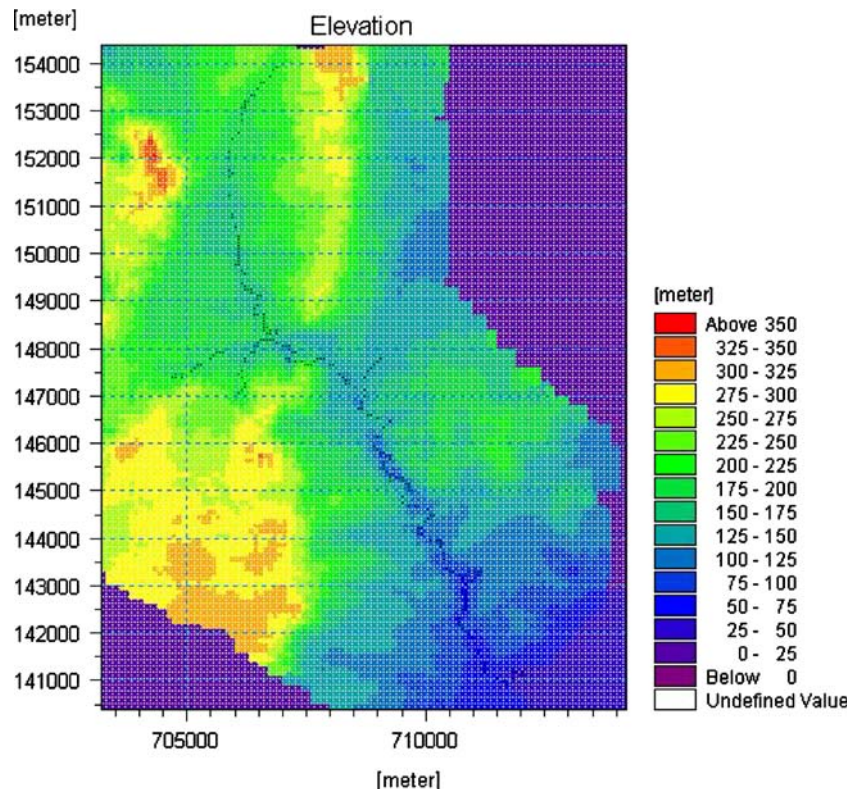 [meter]
Elevation
154000
153000
152000
151000
150000
149000
148000
147000
146000
145000
144000
143000
142000
141000
705000
710000
[meter]
[meter]
Above 350
325 - 350
300 - 325
275 - 300
250 - 275
225 - 250
200 - 225
175 - 200
150 - 175
125 - 150
100 - 125
75 - 100
50 - 75
25 - 50
0 - 25
Below 0
Undefined Value